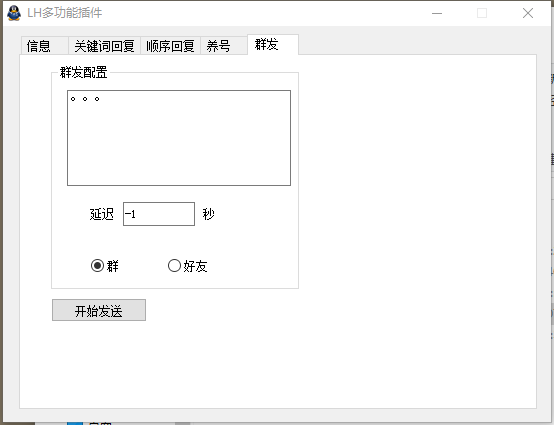 LH多功能插件
信息 关键词回复 顺序回复 养号 群发
群发配置
。。。
延迟 -1 秒
群 好友
开始发送